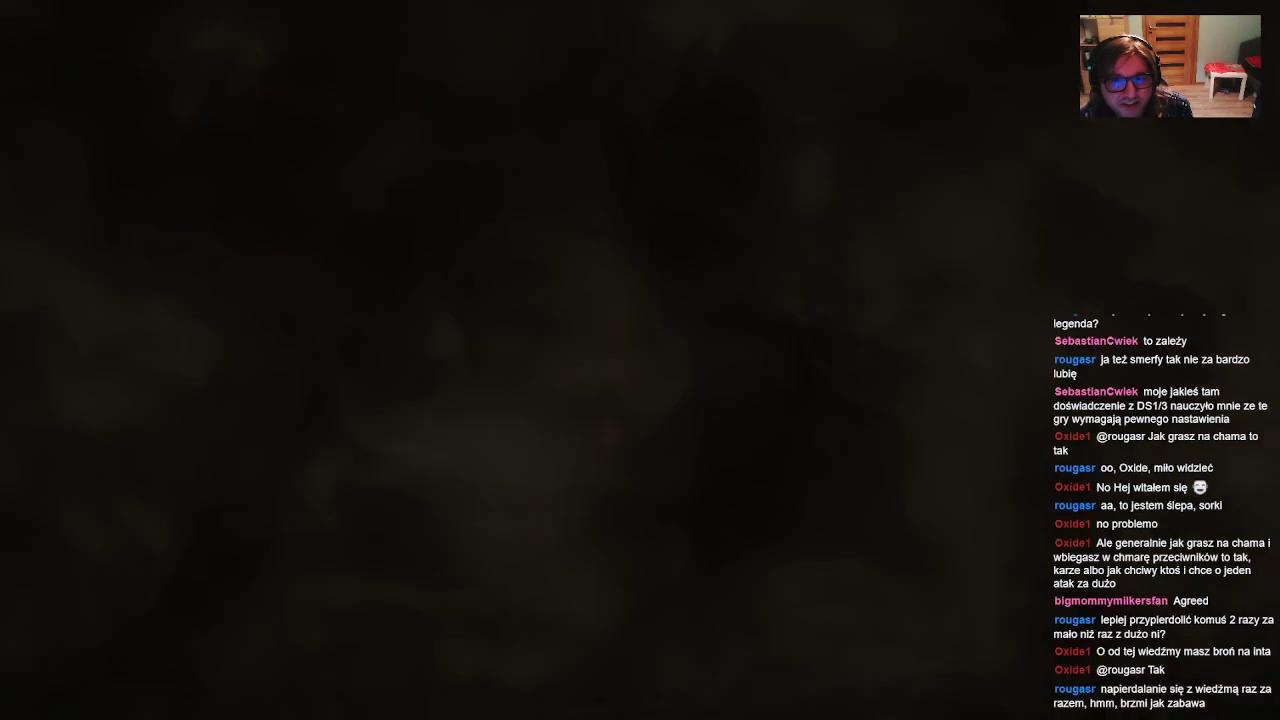 legenda?
SebastianCwiek to zależy
rougasr ja też smerfy tak nie za bardzo
lubię
SebastianCwiek moje jakieś tam
doświadczenie z DS1/3 nauczyło mnie ze te
gry wymagają pewnego nastawienia
Oxide1 @rougasr Jak grasz na chama to
tak
rougasr oo, Oxide, miło widzieć
Oxide1 No Hej witałem się
rougasr aa, to jestem ślepa, sorki
Oxide1 no problemo
Oxide1 Ale generalnie jak grasz na chama i
wbiegasz w chmarę przeciwników to tak,
karze albo jak chciwy ktoś i chce o jeden
atak za dużo
bigmommymilkersfan Agreed
rougasr lepiej przypierdolić komuś 2 razy za
mało niż raz z dużo ni?
Oxide1 O od tej wiedźmy masz broń na inta
Oxide1 @rougasr Tak
rougasr napierdalanie się z wiedźmą raz za
razem, hmm, brzmi jak zabawa